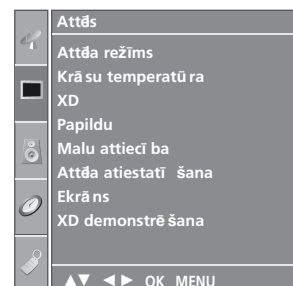 Attēls
Attēla režīms
Krāsu temperatūra
XD
Papildu
Malu attiecība
Attēla atiestatīšana
Ekrāns
XD demonstrēšana
▲▼ ◄► OK MENU